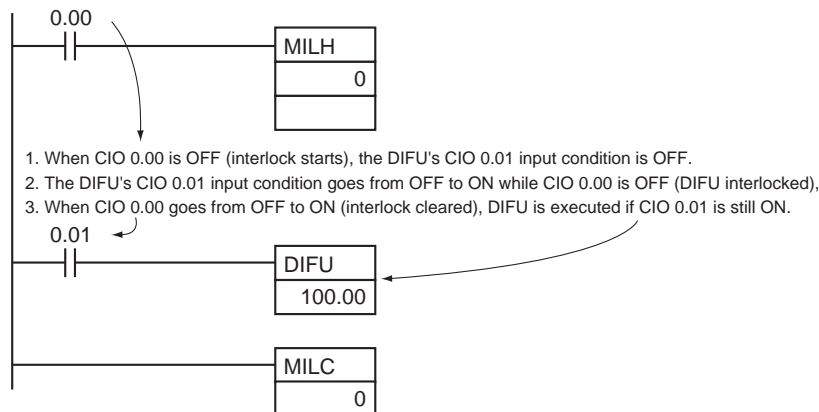 0.00
MILH
0
1. When CIO 0.00 is OFF (interlock starts), the DIFU's CIO 0.01 input condition is OFF.
2. The DIFU's CIO 0.01 input condition goes from OFF to ON while CIO 0.00 is OFF (DIFU interlocked),
3. When CIO 0.00 goes from OFF to ON (interlock cleared), DIFU is executed if CIO 0.01 is still ON.
0.01
DIFU
100.00
MILC
0